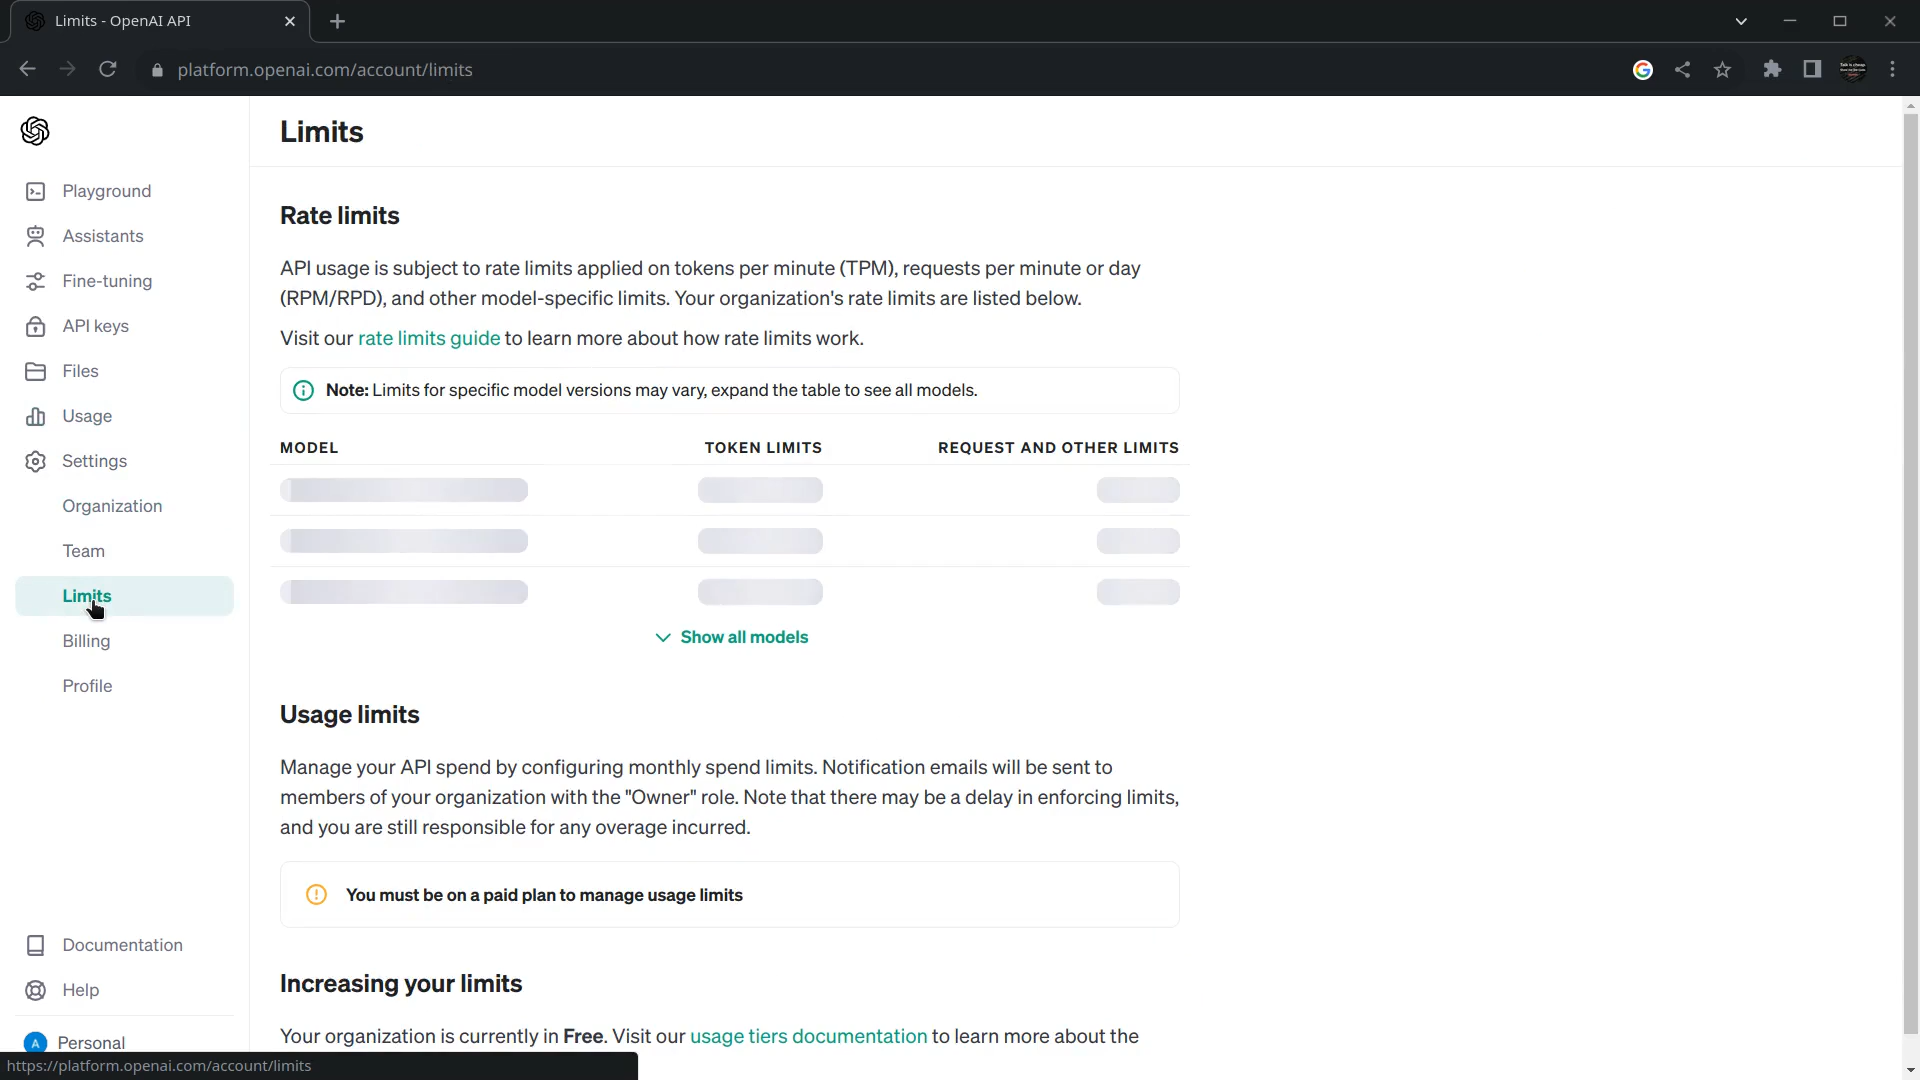 Limits - OpenAI API
platform.openai.com/account/limits
Limits
Playground
Assistants
Fine-tuning
API keys
Files
Usage
Settings
Organization
Team
Limits
Billing
Profile
Documentation
Help
A Personal
https://platform.openai.com/account/limits
Rate limits
API usage is subject to rate limits applied on tokens per minute (TPM), requests per minute or day
(RPM/RPD), and other model-specific limits. Your organization's rate limits are listed below.
Visit our rate limits guide to learn more about how rate limits work.
Note: Limits for specific model versions may vary, expand the table to see all models.
MODEL TOKEN LIMITS REQUEST AND OTHER LIMITS
Show all models
Usage limits
Manage your API spend by configuring monthly spend limits. Notification emails will be sent to
members of your organization with the "Owner" role. Note that there may be a delay in enforcing limits,
and you are still responsible for any overage incurred.
You must be on a paid plan to manage usage limits
Increasing your limits
Your organization is currently in Free. Visit our usage tiers documentation to learn more about the